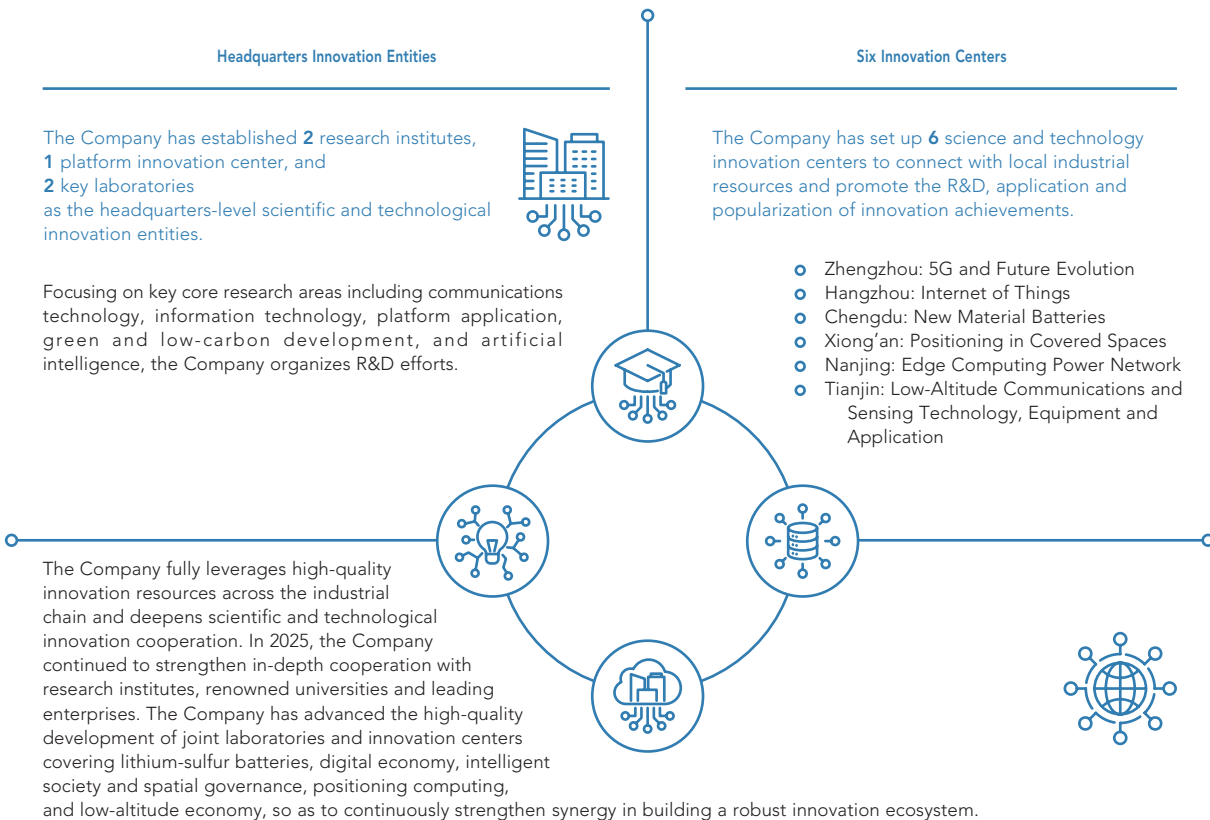 Headquarters Innovation Entities
The Company has established 2 research institutes,
1 platform innovation center, and
2 key laboratories
as the headquarters-level scientific and technological
innovation entities.
Focusing on key core research areas including communications
technology, information technology, platform application,
green and low-carbon development, and artificial
intelligence, the Company organizes R&D efforts.
Six Innovation Centers
The Company has set up 6 science and technology
innovation centers to connect with local industrial
resources and promote the R&D, application and
popularization of innovation achievements.
Zhengzhou: 5G and Future Evolution
Hangzhou: Internet of Things
Chengdu: New Material Batteries
Xiong'an: Positioning in Covered Spaces
Nanjing: Edge Computing Power Network
Tianjin: Low-Altitude Communications and
Sensing Technology, Equipment and
Application
The Company fully leverages high-quality
innovation resources across the industrial
chain and deepens scientific and technological
innovation cooperation. In 2025, the Company
continued to strengthen in-depth cooperation with
research institutes, renowned universities and leading
enterprises. The Company has advanced the high-quality
development of joint laboratories and innovation centers
covering lithium-sulfur batteries, digital economy, intelligent
society and spatial governance, positioning computing,
and low-altitude economy, so as to continuously strengthen synergy in building a robust innovation ecosystem.